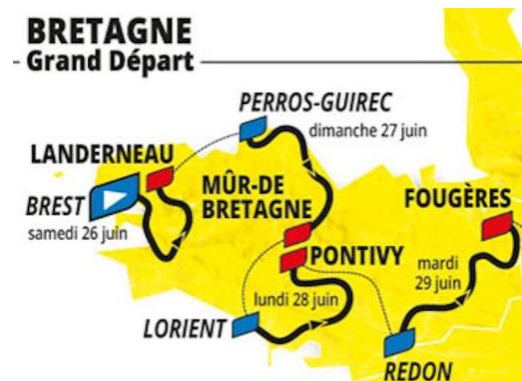 BRETAGNE
Grand Départ
PERROS-GUIREC
dimanche 27 juin
LANDERNEAU
MÛR-DE
BRETAGNE
FOUGÈRES
BREST
samedi 26 juin
PONTIVY
mardi
29 juin
lundi 28 juin
LORIENT
REDON